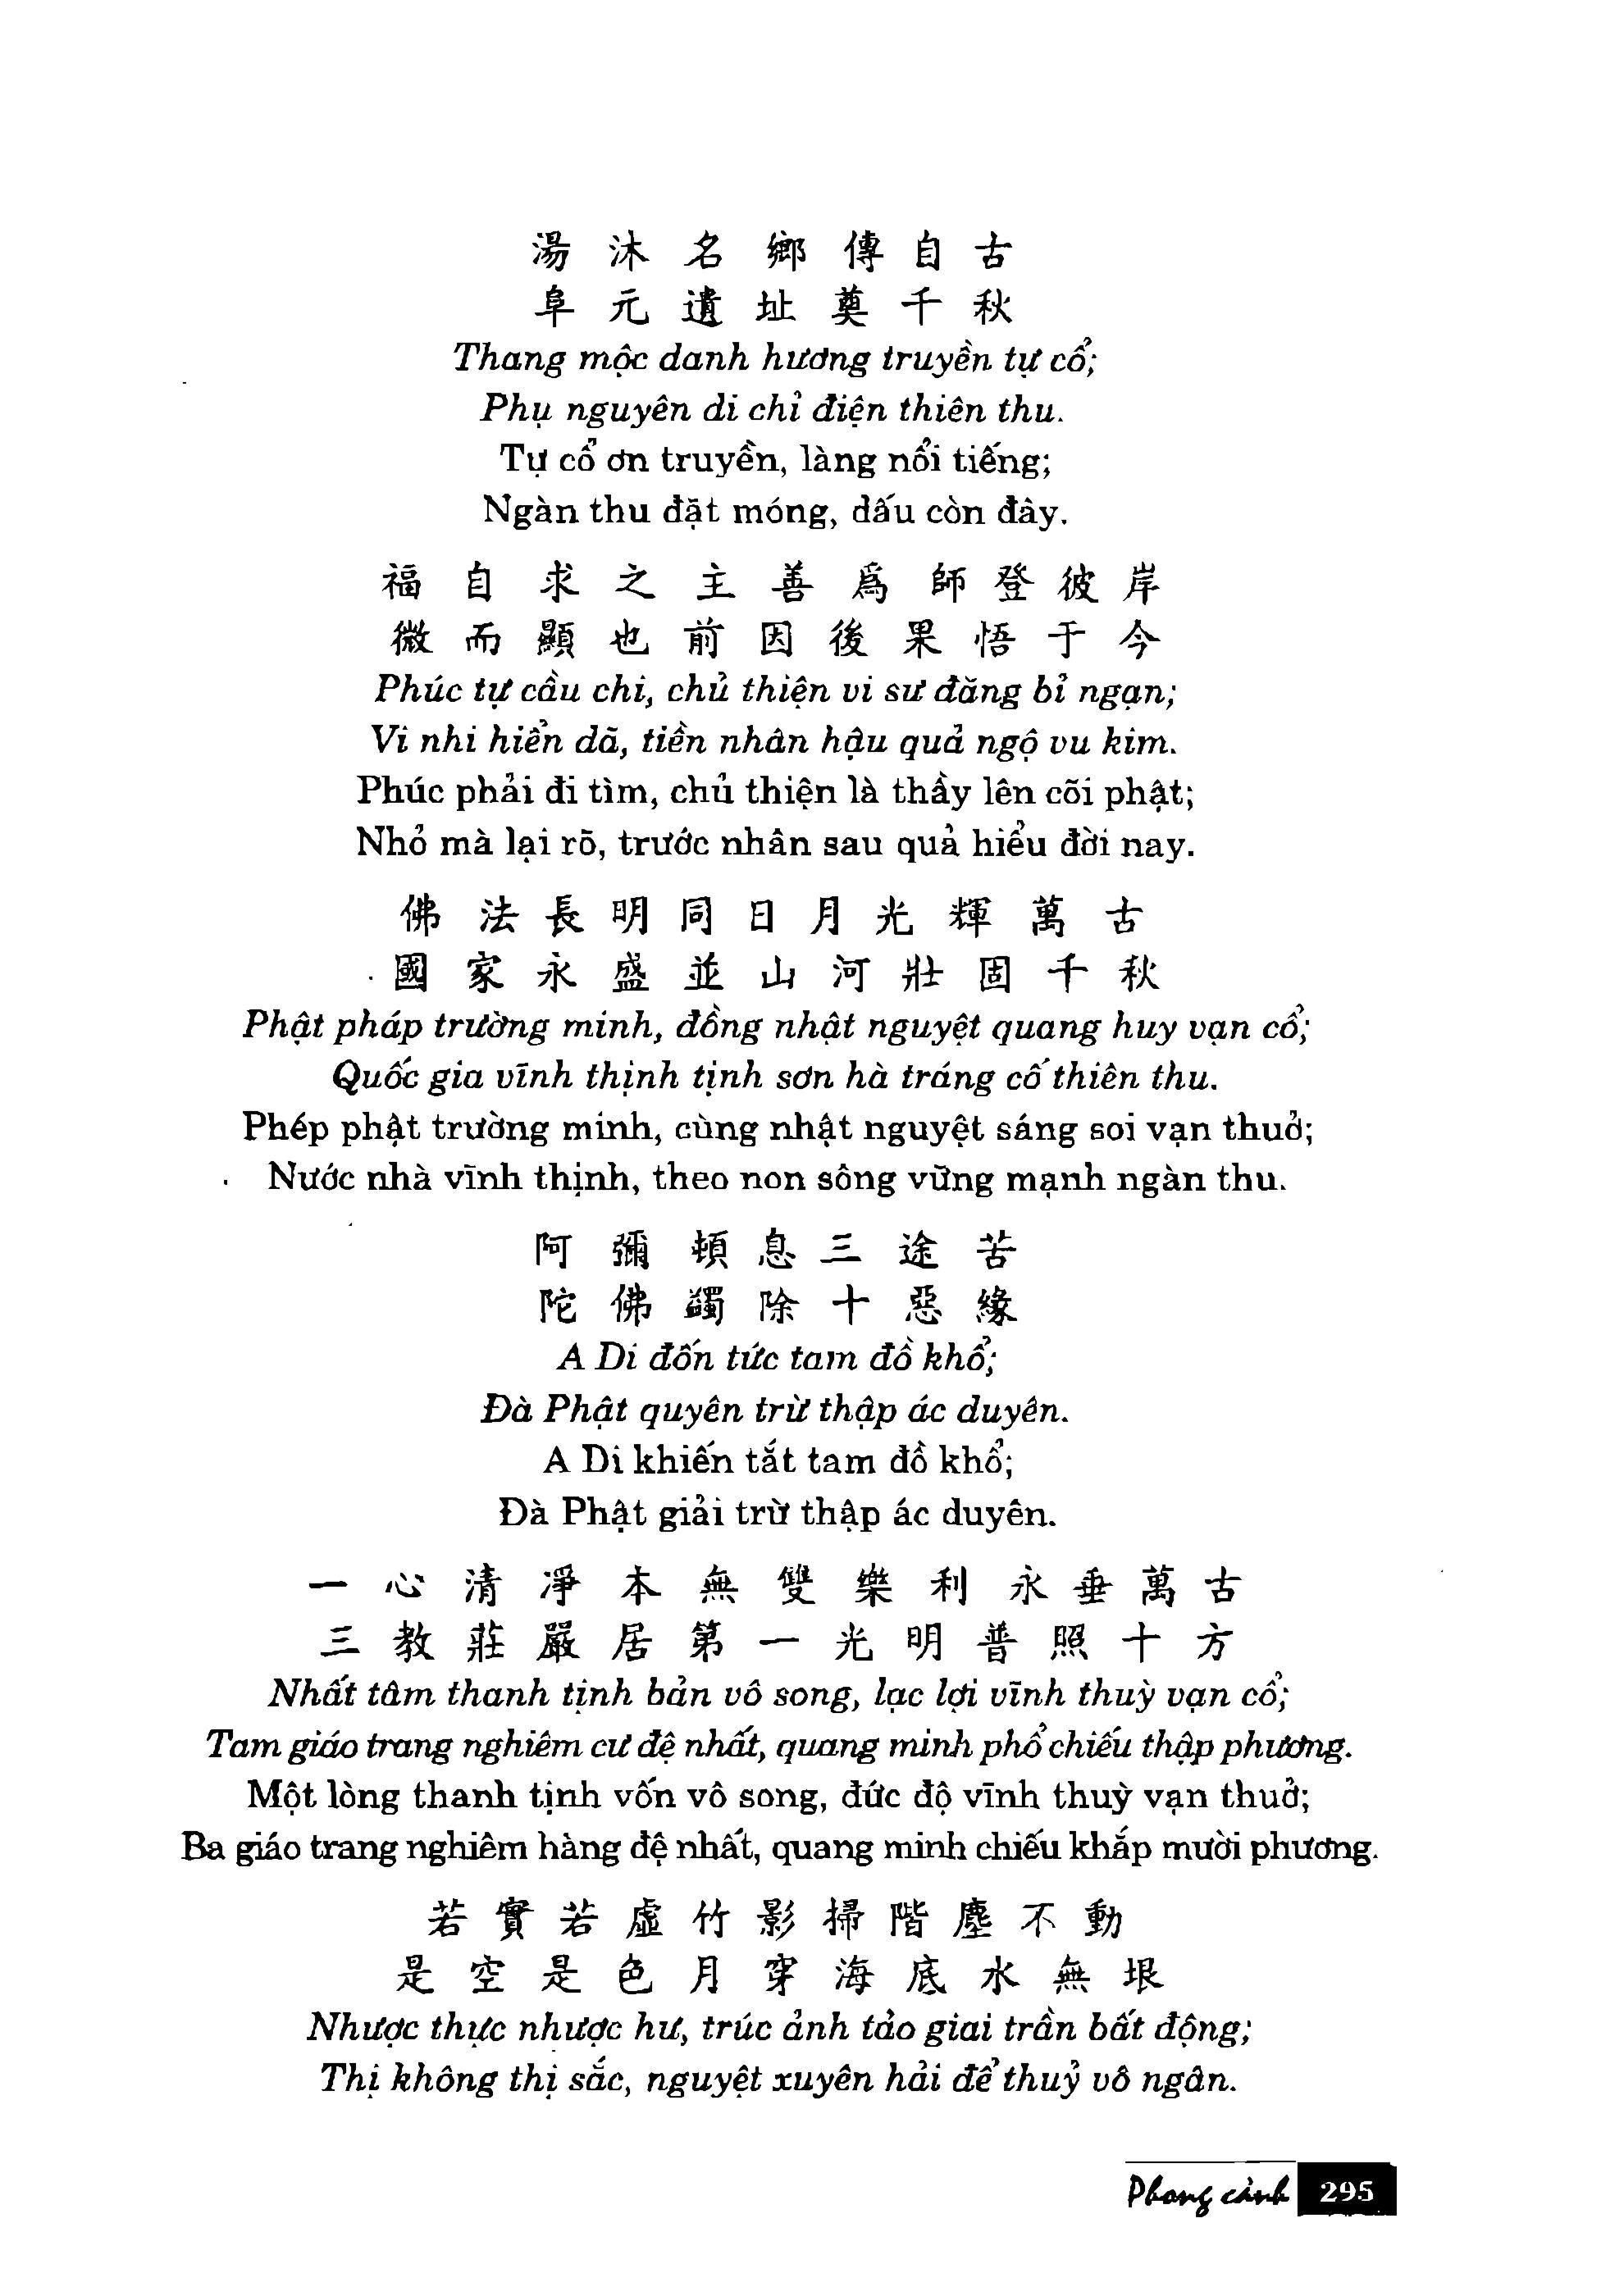 湯沐名鄉傳自古
阜元遺址奠千秋
Thang mộc danh hương truyền tự cổ;
Phụ nguyên di chỉ điện thiên thu.
Tự cổ ơn truyền, làng nổi tiếng;
Ngàn thu đặt móng, dấu còn đây.
福自求之主善爲師登彼岸
微而顯也前因後果悟于今
Phúc tự cầu chi, chủ thiện vi sư đăng bỉ ngạn;
Vi nhi hiển dã, tiền nhân hậu quả ngộ vu kim.
Phúc phải đi tìm, chủ thiện là thầy lên cõi phật;
Nhỏ mà lại rõ, trước nhân sau quả hiểu đời nay.
佛法長明同日月光輝萬古
國家永盛並山河壯固千秋
Phật pháp trường minh, đồng nhật nguyệt quang huy vạn cổ;
Quốc gia vĩnh thịnh tịnh sơn hà tráng cố thiên thu.
Phép phật trường minh, cùng nhật nguyệt sáng soi vạn thuở;
Nước nhà vĩnh thịnh, theo non sông vững mạnh ngàn thu.
阿彌頓息三途苦
陀佛蠲除十惡緣
A Di đốn tức tam đồ khổ;
Đà Phật quyên trừ thập ác duyên.
A Di khiến tắt tam đồ khổ;
Đà Phật giải trừ thập ác duyên.
一心清淨本無雙樂利永垂萬古
三教莊嚴居第一光明普照十方
Nhất tâm thanh tịnh bản vô song, lạc lợi vĩnh thuỳ vạn cổ;
Tam giáo trang nghiêm cư đệ nhất, quang minh phổ chiếu thập phương.
Một lòng thanh tịnh vốn vô song, đức độ vĩnh thuỳ vạn thuở;
Ba giáo trang nghiêm hàng đệ nhất, quang minh chiếu khắp mười phương.
若實若虛竹影掃階塵不動
是空是色月穿海底水無垠
Nhược thực nhược hư, trúc ảnh tảo giai trần bất động;
Thị không thị sắc, nguyệt xuyên hải để thuỷ vô ngân.
Phong cảnh 295